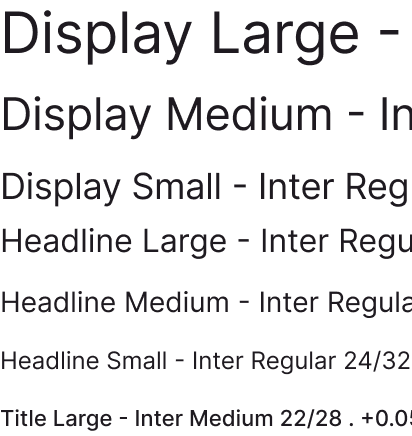 Display Large -
Display Medium - In
Display Small - Inter Reg
Headline Large - Inter Regu
Headline Medium - Inter Regula
Headline Small - Inter Regular 24/32
Title Large - Inter Medium 22/28 . +0.05